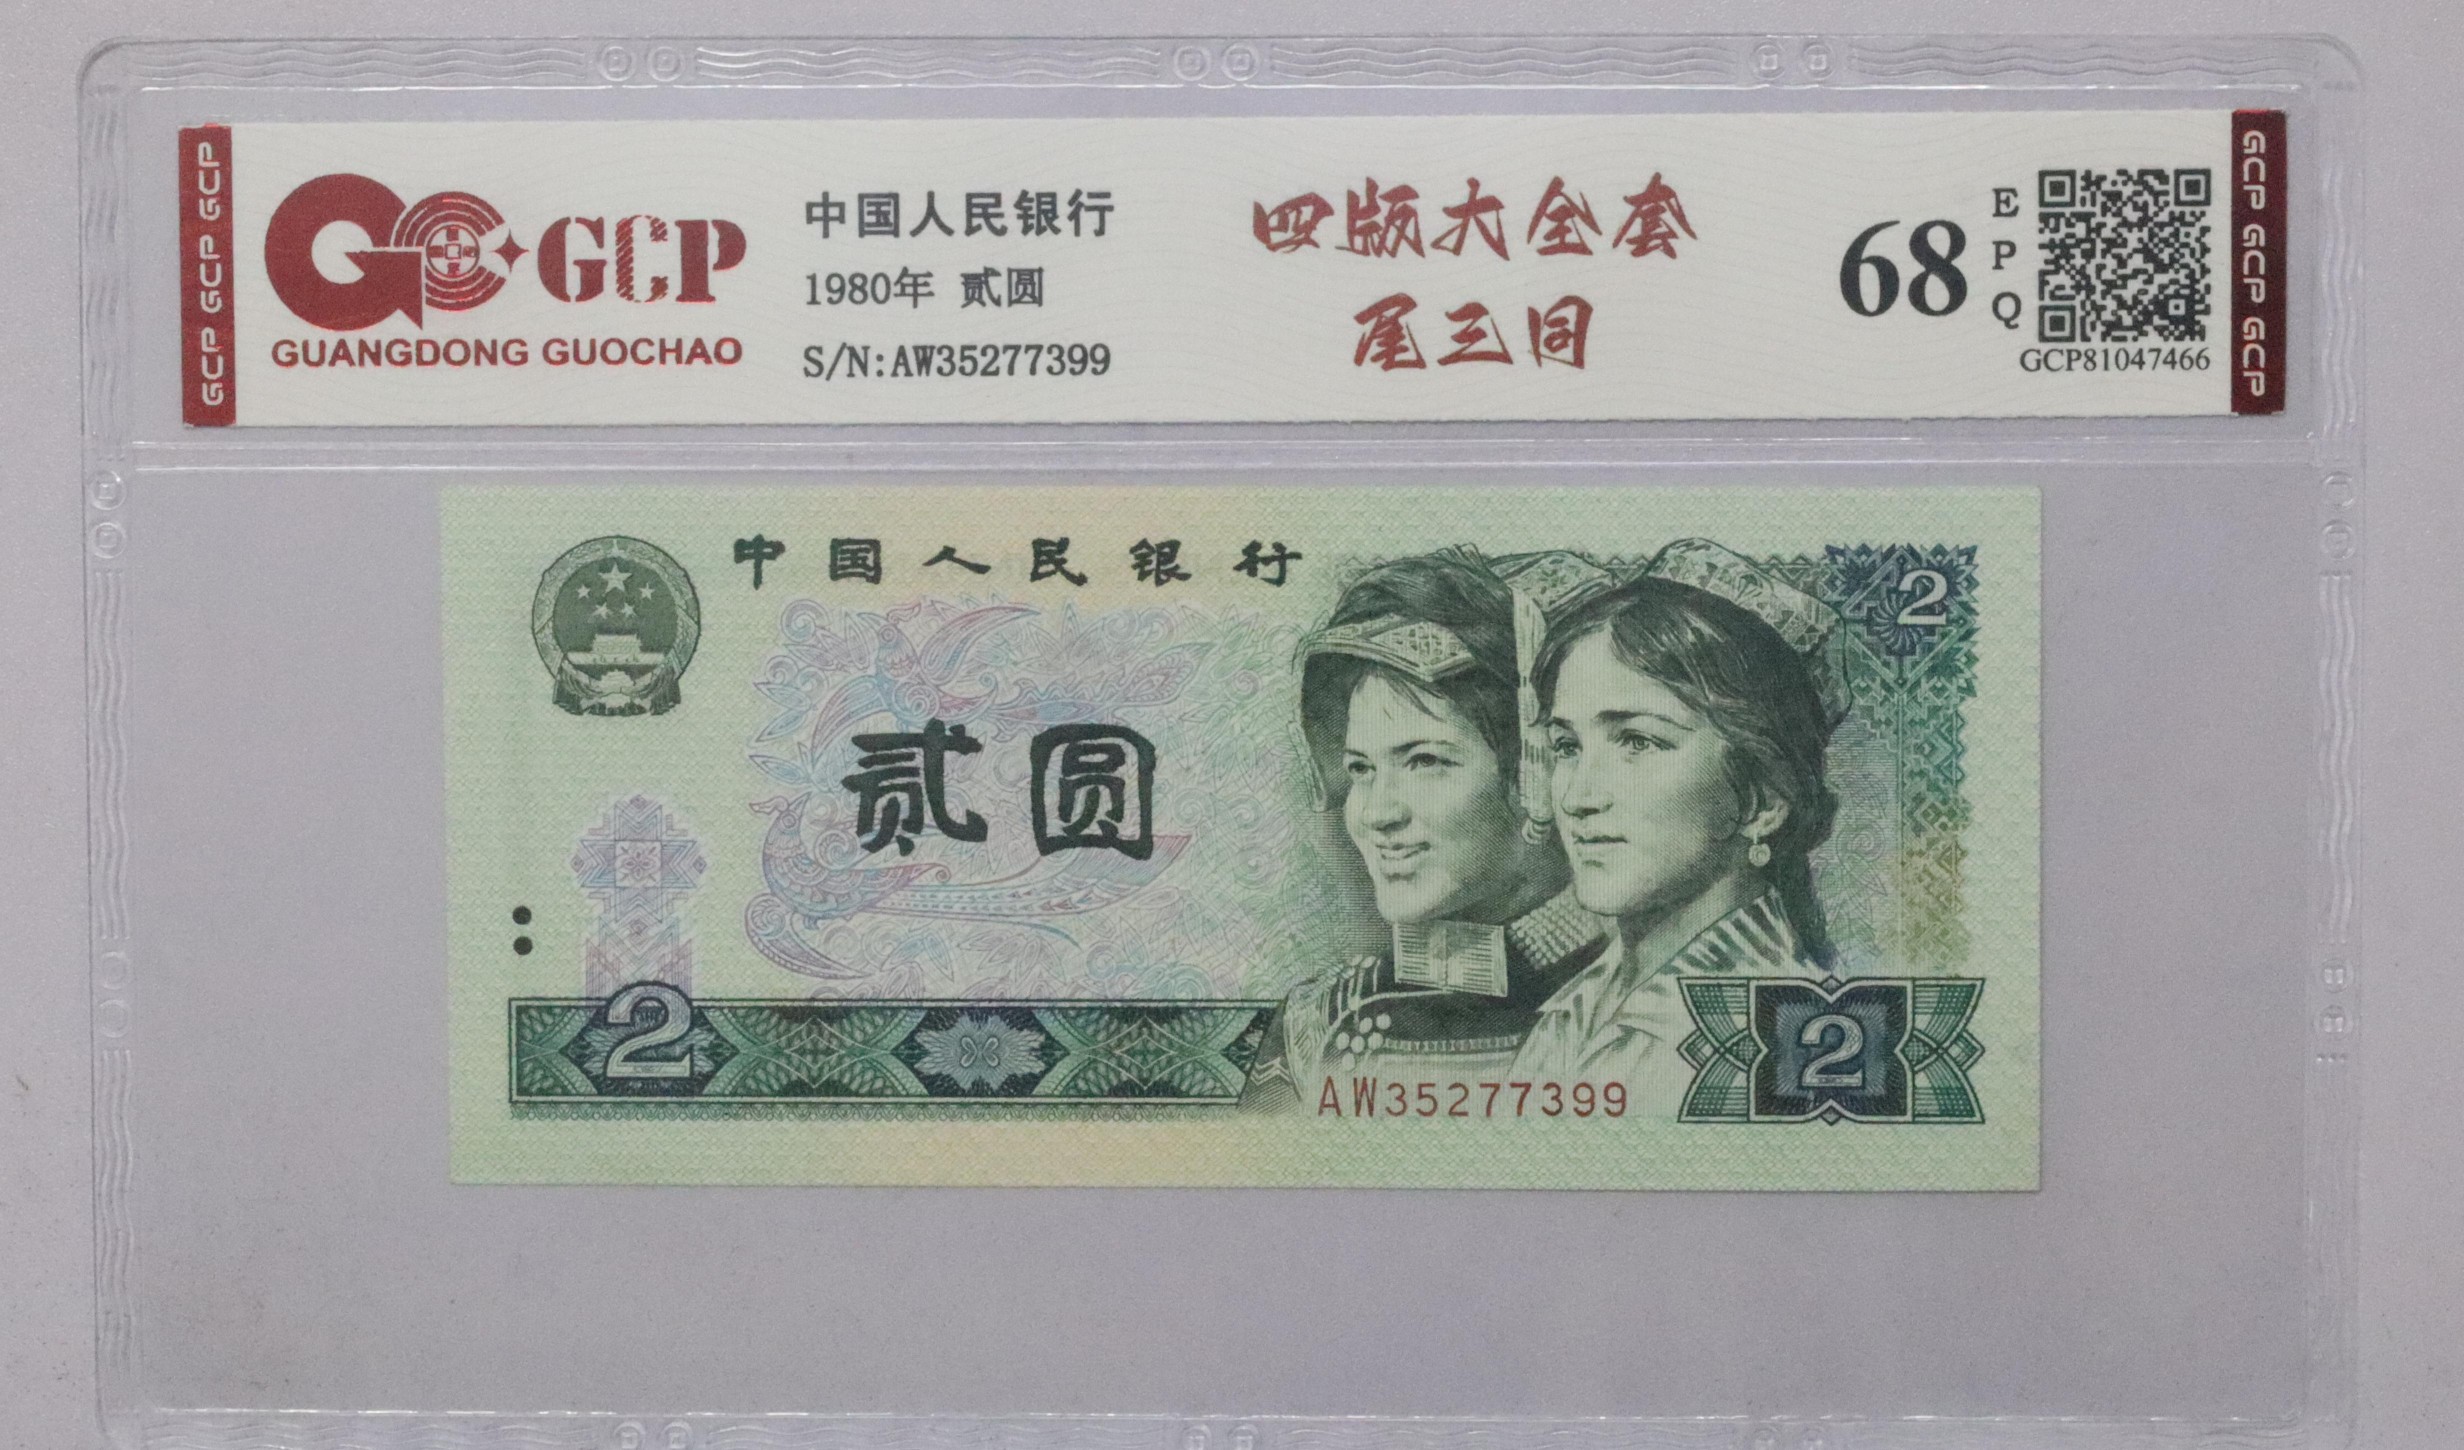 GCP GCP GCP
GCP
GUANGDONG GUOCHAO
中国人民银行
1980年 贰圆
S/N:AW35277399
四版大全套
尾三同
68
EPQ
GCP81047466
GCP GCP GCP
中国人民银行
2
贰圆
2
AW35277399
2